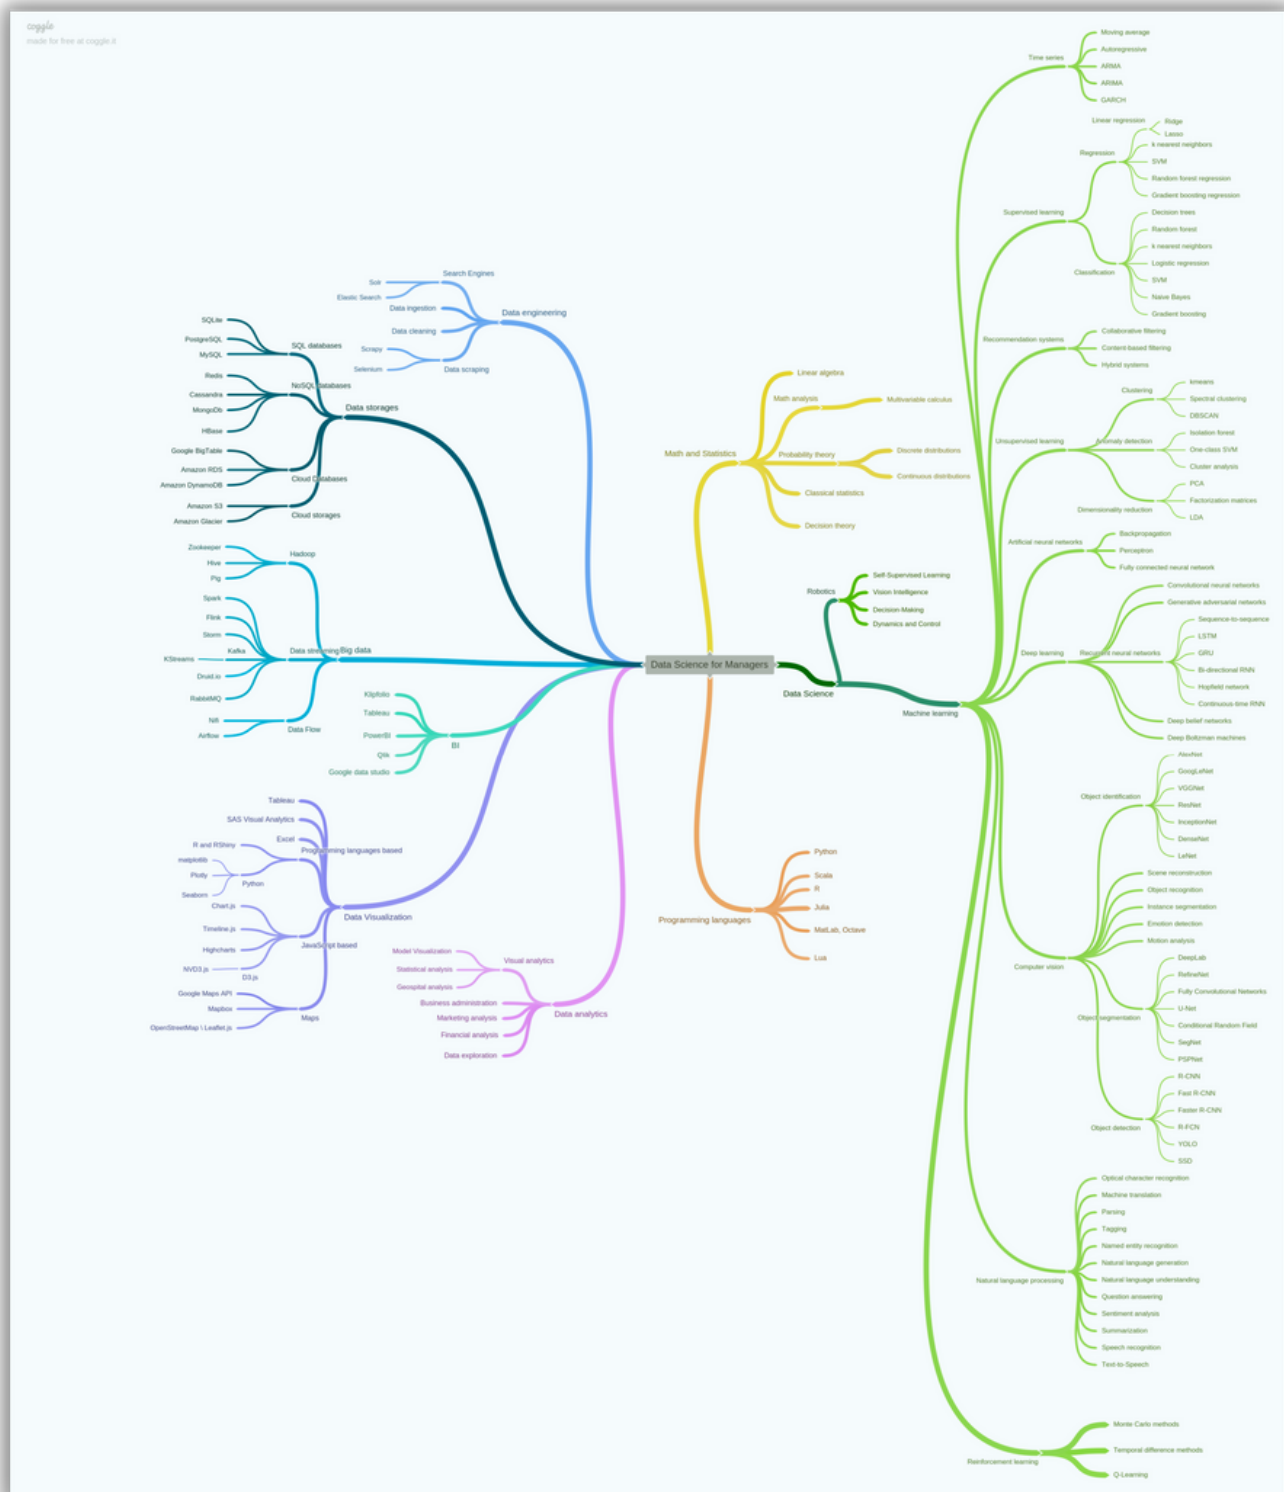 coggle
made for free at coggle.it
Data Science for Managers
Data engineering
Search Engines
Solr
Elastic Search
Data ingestion
Data cleaning
Data scraping
Scrapy
Selenium
Data storages
SQL databases
SQLite
PostgreSQL
MySQL
NoSQL databases
Redis
Cassandra
MongoDb
HBase
Cloud Databases
Google BigTable
Amazon RDS
Amazon DynamoDB
Cloud storages
Amazon S3
Amazon Glacier
Big data
Hadoop
Zookeeper
Hive
Pig
Data streaming
Spark
Flink
Storm
Kafka
KStreams
Druid.io
RabbitMQ
Data Flow
Nifi
Airflow
BI
Klipfolio
Tableau
PowerBI
Qlik
Google data studio
Data Visualization
Tableau
SAS Visual Analytics
Excel
Programming languages based
R and RShiny
Python
matplotlib
Plotly
Seaborn
JavaScript based
Chart.js
Timeline.js
Highcharts
D3.js
NVD3.js
Maps
Google Maps API
Mapbox
OpenStreetMap \ Leaflet.js
Data analytics
Visual analytics
Model Visualization
Statistical analysis
Geospital analysis
Business administration
Marketing analysis
Financial analysis
Data exploration
Math and Statistics
Linear algebra
Math analysis
Multivariable calculus
Probability theory
Discrete distributions
Continuous distributions
Classical statistics
Decision theory
Programming languages
Python
Scala
R
Julia
MatLab, Octave
Lua
Data Science
Robotics
Self-Supervised Learning
Vision Intelligence
Decision-Making
Dynamics and Control
Machine learning
Time series
Moving average
Autoregressive
ARMA
ARIMA
GARCH
Supervised learning
Regression
Linear regression
Ridge
Lasso
k nearest neighbors
SVM
Random forest regression
Gradient boosting regression
Classification
Decision trees
Random forest
k nearest neighbors
Logistic regression
SVM
Naive Bayes
Gradient boosting
Recommendation systems
Collaborative filtering
Content-based filtering
Hybrid systems
Unsupervised learning
Clustering
kmeans
Spectral clustering
DBSCAN
Anomaly detection
Isolation forest
One-class SVM
Cluster analysis
Dimensionality reduction
PCA
Factorization matrices
LDA
Artificial neural networks
Backpropagation
Perceptron
Fully connected neural network
Deep learning
Convolutional neural networks
Generative adversarial networks
Recurrent neural networks
Sequence-to-sequence
LSTM
GRU
Bi-directional RNN
Hopfield network
Continuous-time RNN
Deep belief networks
Deep Boltzman machines
Computer vision
Object identification
AlexNet
GoogLeNet
VGGNet
ResNet
InceptionNet
DenseNet
LeNet
Scene reconstruction
Object recognition
Instance segmentation
Emotion detection
Motion analysis
Object segmentation
DeepLab
RefineNet
Fully Convolutional Networks
U-Net
Conditional Random Field
SegNet
PSPNet
Object detection
R-CNN
Fast R-CNN
Faster R-CNN
R-FCN
YOLO
SSD
Natural language processing
Optical character recognition
Machine translation
Parsing
Tagging
Named entity recognition
Natural language generation
Natural language understanding
Question answering
Sentiment analysis
Summarization
Speech recognition
Text-to-Speech
Reinforcement learning
Monte Carlo methods
Temporal difference methods
Q-Learning